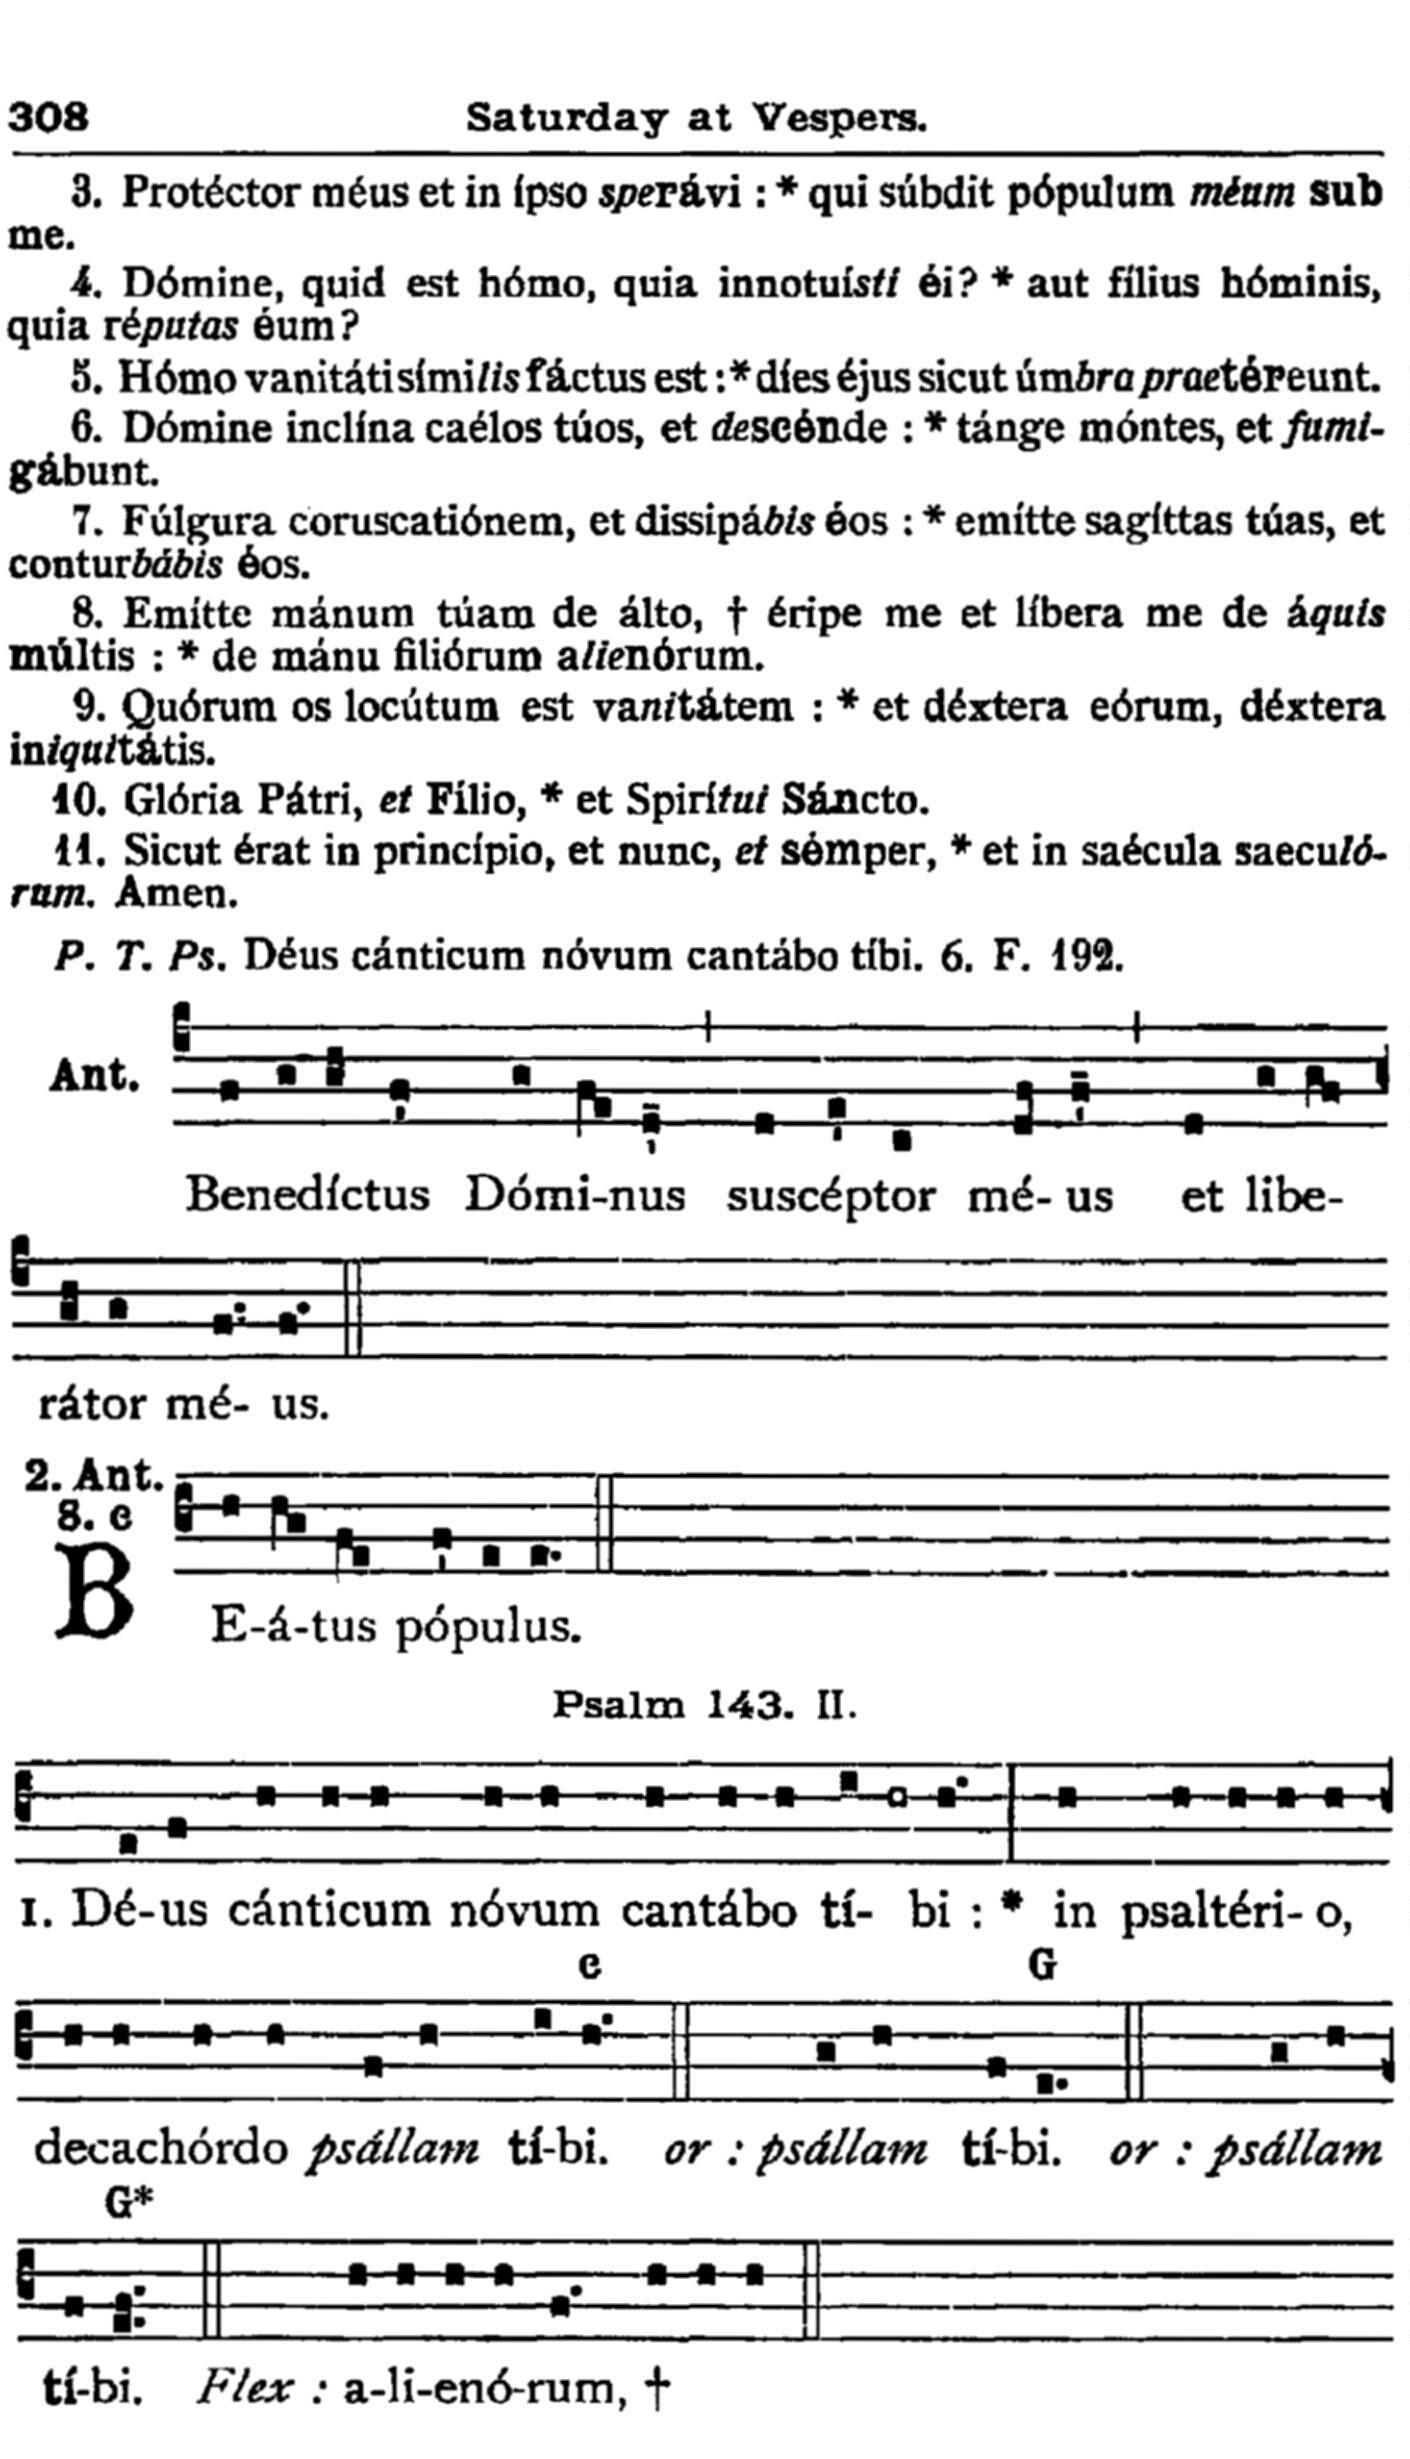 308 Saturday at Vespers.
3. Protéctor méus et in ípso sperávi : * qui súbdit pópulum méum sub
me.
4. Dómine, quid est hómo, quia innotuísti éi? * aut fílius hóminis,
quia réputas éum?
5. Hómo vanitáti símilis fáctus est : * díes éjus sicut úmbra praetéreunt.
6. Dómine inclína caélos túos, et descénde : * tánge móntes, et fumi-
gábunt.
7. Fúlgura coruscatiónem, et dissipábis éos : * emítte sagíttas túas, et
conturbábis éos.
8. Emítte mánum túam de álto, † éripe me et líbera me de áquis
múltis : * de mánu filiórum alienórum.
9. Quórum os locútum est vanitátem : * et déxtera eórum, déxtera
iniquitátis.
10. Glória Pátri, et Fílio, * et Spirítui Sáncto.
11. Sicut érat in princípio, et nunc, et sémper, * et in saécula saeculó-
rum. Amen.
P. T. Ps. Déus cánticum nóvum cantábo tíbi. 6. F. 192.
Ant.
Benedíctus Dómi-nus suscéptor mé- us et libe-
rátor mé- us.
2. Ant.
8. c
BE-á-tus pópulus.
Psalm 143. II.
1. Dé-us cánticum nóvum cantábo tí- bi : * in psaltéri- o,
c G
decachórdo psállam tí-bi. or : psállam tí-bi. or : psállam
G*
tí-bi. Flex : a-li-enó-rum, †